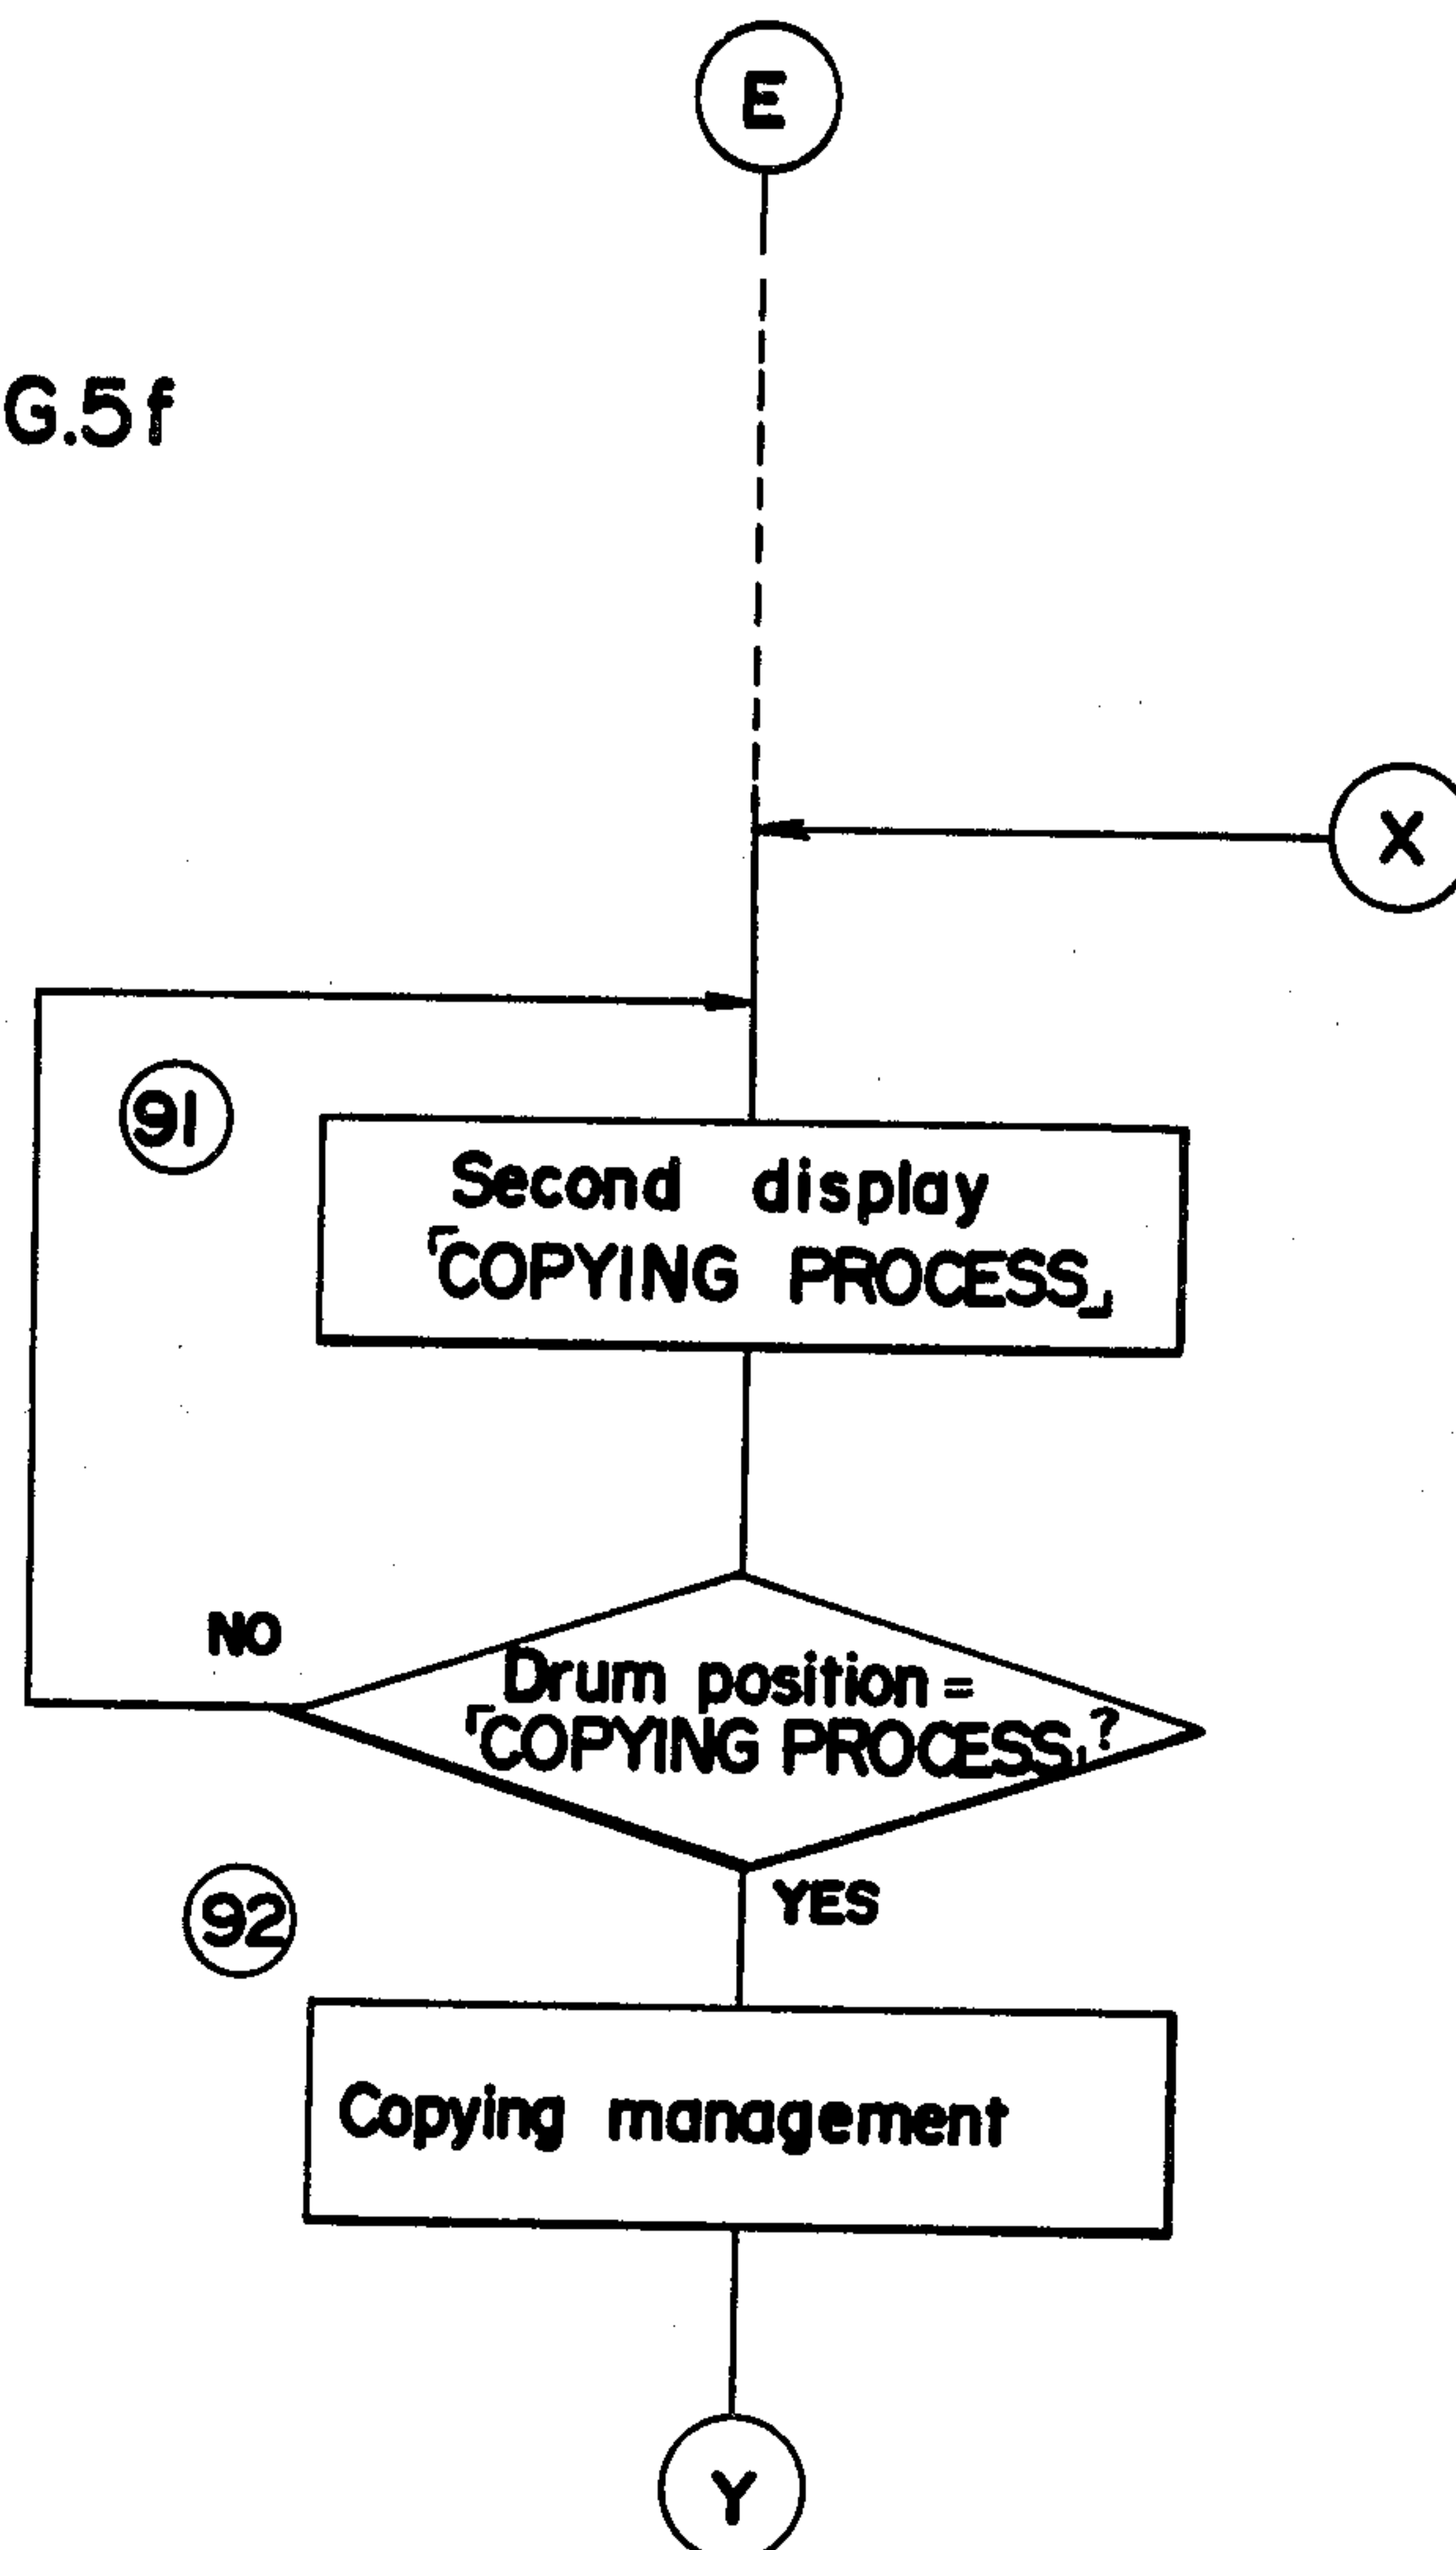 E
G.5f
X
91
Second display
「COPYING PROCESS」
NO
Drum position =
「COPYING PROCESS」?
YES
92
Copying management
Y